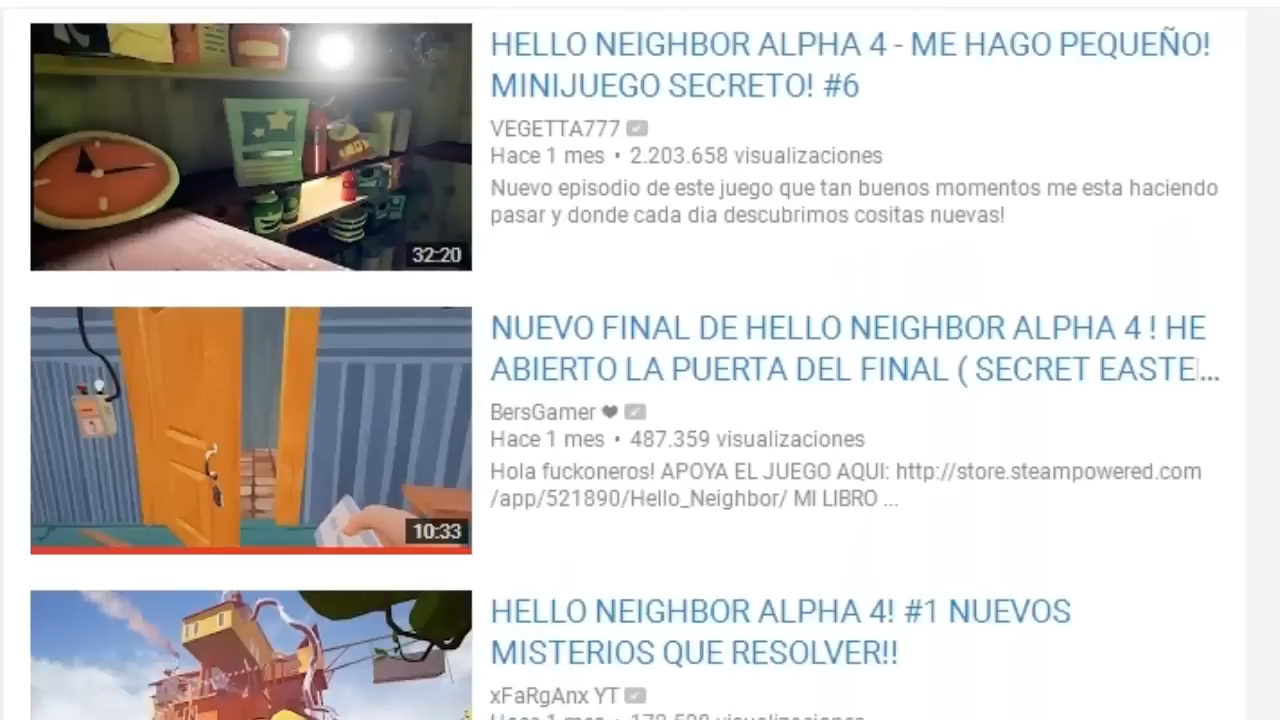 HELLO NEIGHBOR ALPHA 4 - ME HAGO PEQUEÑO!
MINIJUEGO SECRETO! #6
VEGETTA777
Hace 1 mes • 2.203.658 visualizaciones
Nuevo episodio de este juego que tan buenos momentos me esta haciendo
pasar y donde cada dia descubrimos cositas nuevas!
32:20
NUEVO FINAL DE HELLO NEIGHBOR ALPHA 4 ! HE
ABIERTO LA PUERTA DEL FINAL ( SECRET EASTE...
BersGamer ❤
Hace 1 mes • 487.359 visualizaciones
Hola fuckoneros! APOYA EL JUEGO AQUI: http://store.steampowered.com
/app/521890/Hello_Neighbor/ MI LIBRO ...
10:33
HELLO NEIGHBOR ALPHA 4! #1 NUEVOS
MISTERIOS QUE RESOLVER!!
xFaRgAnx YT
Hace 1 mes • visualizaciones